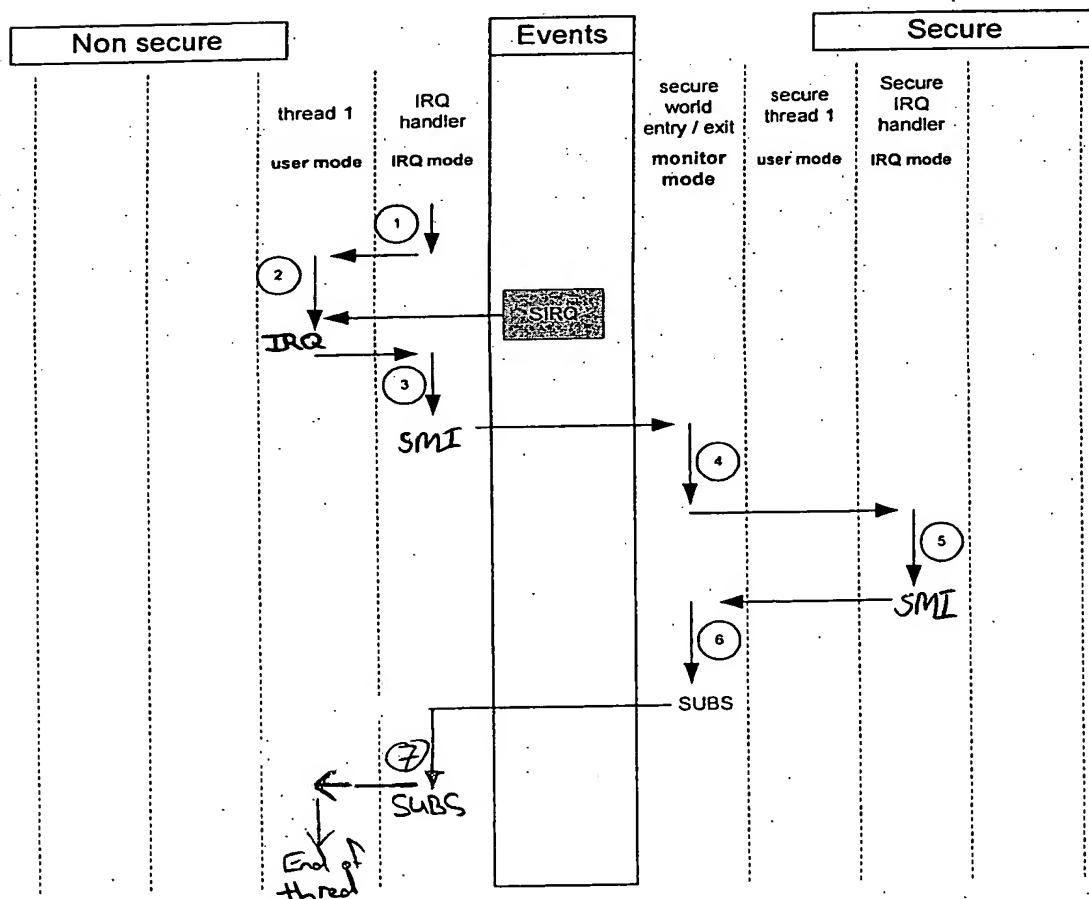 Non secure
Events
Secure
thread 1
user mode
IRQ
handler
IRQ mode
secure
world
entry / exit
monitor
mode
secure
thread 1
user mode
Secure
IRQ
handler
IRQ mode
1
2
SIRQ
IRQ
3
SMI
4
5
SMI
6
SUBS
7
SUBS
End of
thred